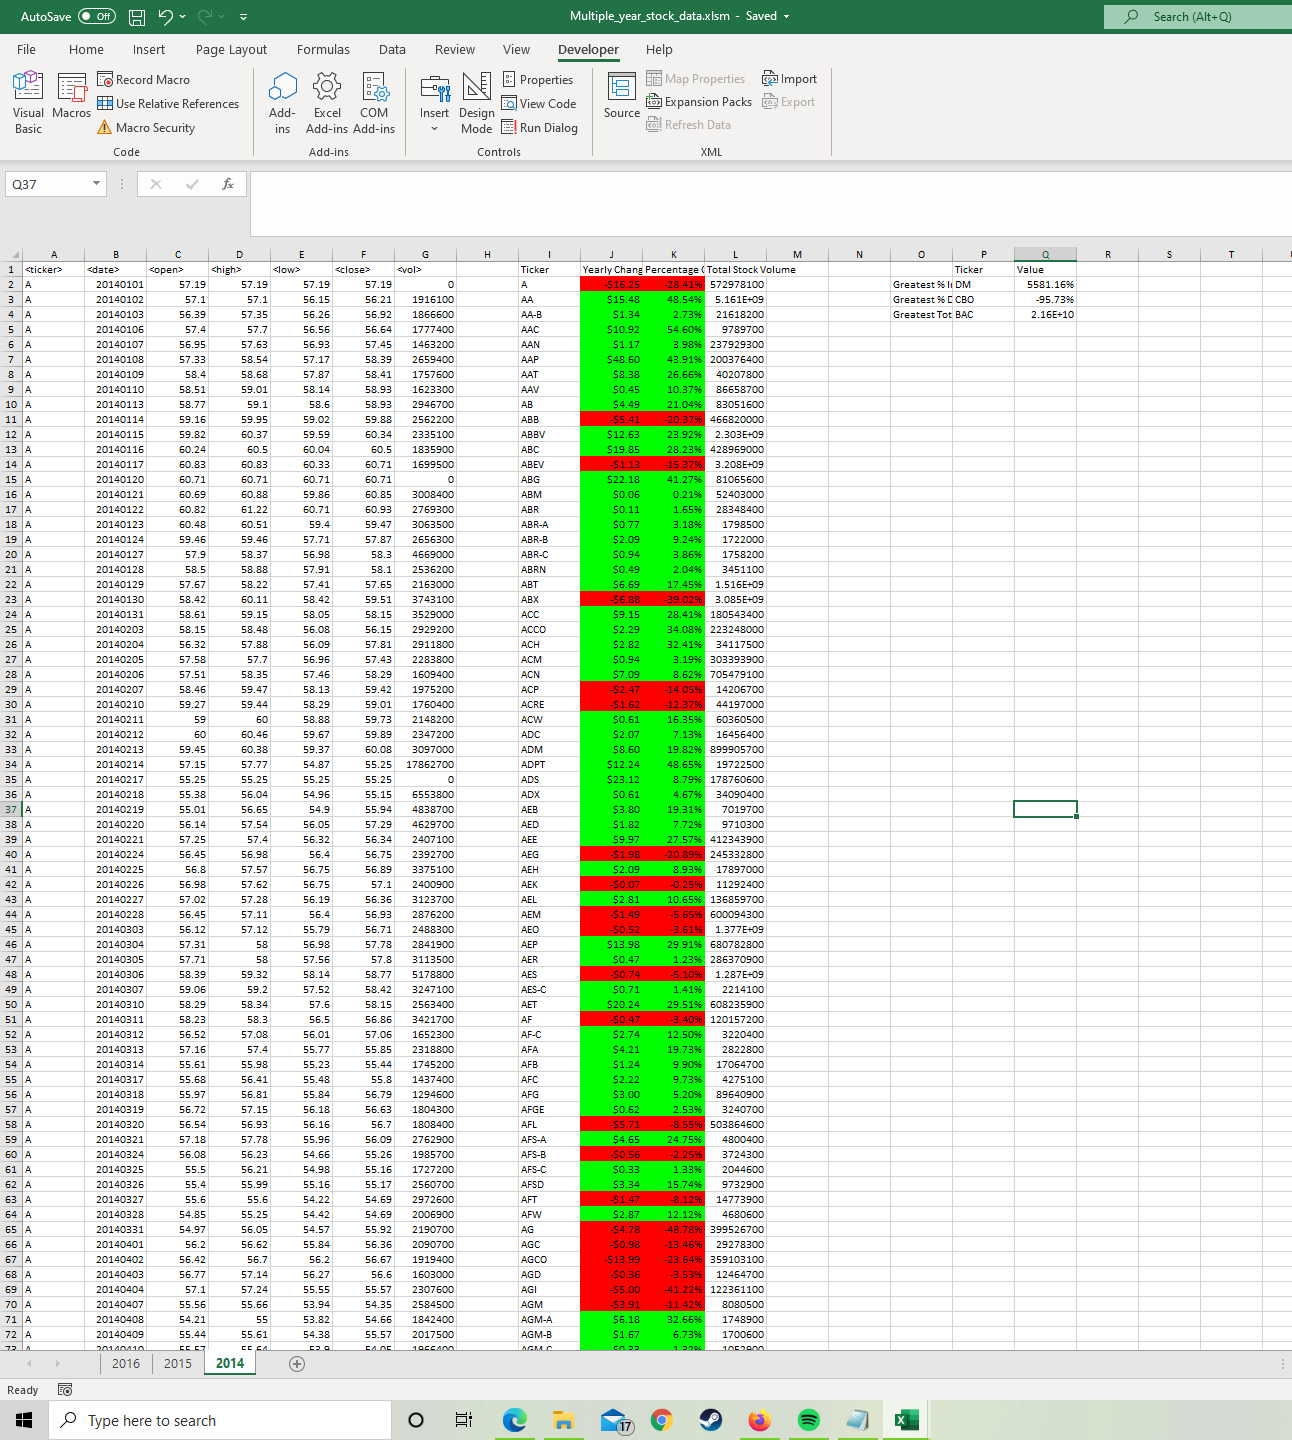 AutoSave Off Multiple_year_stock_data.xlsm - Saved Search (Alt+Q)
File Home Insert Page Layout Formulas Data Review View Developer Help
Visual Basic Macros Record Macro Use Relative References Macro Security
Add-ins Excel Add-ins COM Add-ins
Insert Design Mode Properties View Code Run Dialog
Source Map Properties Expansion Packs Refresh Data Import Export
Code Add-ins Controls XML
Q37 fx
A B C D E F G H I J K L M N O P Q R S T
1 <ticker> <date> <open> <high> <low> <close> <vol> Ticker Yearly Chang Percentage Total Stock Volume Ticker Value
2 A 20140101 57.19 57.19 57.19 57.19 0 A -$16.25 -28.41% 572978100 Greatest % DM 5581.16%
3 A 20140102 57.1 57.1 56.15 56.21 1916100 AA $15.48 48.54% 5.161E+09 Greatest % CBO -95.73%
4 A 20140103 56.39 57.35 56.26 56.92 1866600 AA-B $1.34 2.73% 21618200 Greatest Tot BAC 2.16E+10
5 A 20140106 57.4 57.7 56.56 56.64 1777400 AAC $10.92 54.60% 9789700
6 A 20140107 56.95 57.63 56.93 57.45 1463200 AAN $1.17 3.98% 237929300
7 A 20140108 57.33 58.54 57.17 58.39 2659400 AAP $48.60 43.91% 200376400
8 A 20140109 58.4 58.68 57.87 58.41 1757600 AAT $8.38 26.66% 40207800
9 A 20140110 58.51 59.01 58.14 58.93 1623300 AAV $0.45 10.37% 86658700
10 A 20140113 58.77 59.1 58.6 58.93 2946700 AB $4.49 21.04% 83051600
11 A 20140114 59.16 59.95 59.02 59.88 2562200 ABB -$5.41 -20.37% 466820000
12 A 20140115 59.82 60.37 59.59 60.34 2335100 ABBV $12.63 23.92% 2.303E+09
13 A 20140116 60.24 60.5 60.04 60.5 1835900 ABC $19.85 28.23% 428969000
14 A 20140117 60.83 60.83 60.33 60.71 1699500 ABEV -$1.13 -15.37% 3.208E+09
15 A 20140120 60.71 60.71 60.71 60.71 0 ABG $22.18 41.27% 81065600
16 A 20140121 60.69 60.88 59.86 60.85 3008400 ABM $0.06 0.21% 52403000
17 A 20140122 60.82 61.22 60.71 60.93 2769300 ABR $0.11 1.65% 28348400
18 A 20140123 60.48 60.51 59.4 59.47 3063500 ABR-A $0.77 3.18% 1798500
19 A 20140124 59.46 59.46 57.71 57.87 2656300 ABR-B $2.09 9.24% 1722000
20 A 20140127 57.9 58.37 56.98 58.3 4669000 ABR-C $0.94 3.86% 1758200
21 A 20140128 58.5 58.88 57.91 58.1 2536200 ABRN $0.49 2.04% 3451100
22 A 20140129 57.67 58.22 57.41 57.65 2163000 ABT $6.69 17.45% 1.516E+09
23 A 20140130 58.42 60.11 58.42 59.51 3743100 ABX -$6.88 -39.02% 3.085E+09
24 A 20140131 58.61 59.15 58.05 58.15 3529000 ACC $9.15 28.41% 180543400
25 A 20140203 58.15 58.48 56.08 56.15 2929200 ACCO $2.29 34.08% 223248000
26 A 20140204 56.32 57.88 56.09 57.81 2911800 ACH $2.82 32.41% 34117500
27 A 20140205 57.58 57.7 56.96 57.43 2283800 ACM $0.94 3.19% 303393900
28 A 20140206 57.51 58.35 57.46 58.29 1609400 ACN $7.09 8.62% 705479100
29 A 20140207 58.46 59.47 58.13 59.42 1975200 ACP -$2.47 -14.05% 14206700
30 A 20140210 59.27 59.44 58.29 59.01 1760400 ACRE -$1.62 -12.37% 44197000
31 A 20140211 59 60 58.88 59.73 2148200 ACW $0.61 16.35% 60360500
32 A 20140212 60 60.46 59.67 59.89 2347200 ADC $2.07 7.13% 16456400
33 A 20140213 59.45 60.38 59.37 60.08 3097000 ADM $8.60 19.82% 899905700
34 A 20140214 57.15 57.77 54.87 55.25 17862700 ADPT $12.24 48.65% 19722500
35 A 20140217 55.25 55.25 55.25 55.25 0 ADS $23.12 8.79% 178760600
36 A 20140218 55.38 56.04 54.96 55.15 6553800 ADX $0.61 4.67% 34090400
37 A 20140219 55.01 56.65 54.9 55.94 4838700 AEB $3.80 19.31% 7019700
38 A 20140220 56.14 57.54 56.05 57.29 4629700 AED $1.82 7.72% 9710300
39 A 20140221 57.25 57.4 56.32 56.34 2407100 AEE $9.97 27.57% 412343900
40 A 20140224 56.45 56.98 56.4 56.75 2392700 AEG -$1.98 -20.89% 245332800
41 A 20140225 56.8 57.57 56.75 56.89 3375100 AEH $2.09 8.93% 17897000
42 A 20140226 56.98 57.62 56.75 57.1 2400900 AEK -$0.07 -0.25% 11292400
43 A 20140227 57.02 57.28 56.19 56.36 3123700 AEL $2.81 10.65% 136859700
44 A 20140228 56.45 57.11 56.4 56.93 2876200 AEM -$1.49 -5.65% 600094300
45 A 20140303 56.12 57.12 55.79 56.71 2488300 AEO -$0.52 -3.61% 1.377E+09
46 A 20140304 57.31 58 56.98 57.78 2841900 AEP $13.98 29.91% 680782800
47 A 20140305 57.71 58 57.56 57.8 3113500 AER $0.47 1.23% 286370900
48 A 20140306 58.39 59.32 58.14 58.77 5178800 AES -$0.74 -5.10% 1.287E+09
49 A 20140307 59.06 59.2 57.52 58.42 3247100 AES-C $0.71 1.41% 2214100
50 A 20140310 58.29 58.34 57.6 58.15 2563400 AET $20.24 29.51% 608235900
51 A 20140311 58.23 58.3 56.5 56.86 3421700 AF -$0.47 -3.40% 120157200
52 A 20140312 56.52 57.08 56.01 57.06 1652300 AF-C $2.74 12.50% 3220400
53 A 20140313 57.16 57.4 55.77 55.85 2318800 AFA $4.21 19.73% 2822800
54 A 20140314 55.61 55.98 55.23 55.44 1745200 AFB $1.24 9.90% 17064700
55 A 20140317 55.68 56.41 55.48 55.8 1437400 AFC $2.22 9.73% 4275100
56 A 20140318 55.97 56.81 55.84 56.79 1294600 AFG $3.00 5.20% 89640900
57 A 20140319 56.72 57.15 56.18 56.63 1804300 AFGE $0.62 2.53% 3240700
58 A 20140320 56.54 56.93 56.16 56.7 1808400 AFL -$5.71 -8.55% 503864600
59 A 20140321 57.18 57.78 55.96 56.09 2762900 AFS-A $4.65 24.75% 4800400
60 A 20140324 56.08 56.23 54.66 55.26 1985700 AFS-B -$0.56 -2.25% 3724300
61 A 20140325 55.5 56.21 54.98 55.16 1727200 AFS-C $0.33 1.33% 2044600
62 A 20140326 55.4 55.99 55.16 55.17 2560700 AFSD $3.34 15.74% 9732900
63 A 20140327 55.6 55.6 54.22 54.69 2972600 AFT -$1.47 -8.12% 14773900
64 A 20140328 54.85 55.25 54.42 54.69 2006900 AFW $2.87 12.12% 4680600
65 A 20140331 54.97 56.05 54.57 55.92 2190700 AG -$4.78 -48.78% 399526700
66 A 20140401 56.2 56.62 55.84 56.36 2090700 AGC -$0.98 -13.46% 29278300
67 A 20140402 56.42 56.7 56.2 56.67 1919400 AGCO -$13.99 -23.64% 359103100
68 A 20140403 56.77 57.14 56.27 56.6 1603000 AGD -$0.36 -3.53% 12464700
69 A 20140404 57.1 57.24 55.55 55.57 2307600 AGI -$5.00 -41.22% 122361100
70 A 20140407 55.56 55.66 53.94 54.35 2584500 AGM -$3.91 -11.42% 8080500
71 A 20140408 54.21 55 53.82 54.66 1842400 AGM-A $6.18 32.66% 1748900
72 A 20140409 55.44 55.61 54.38 55.57 2017500 AGM-B $1.67 6.73% 1700600
2016 2015 2014
Ready
Type here to search 17